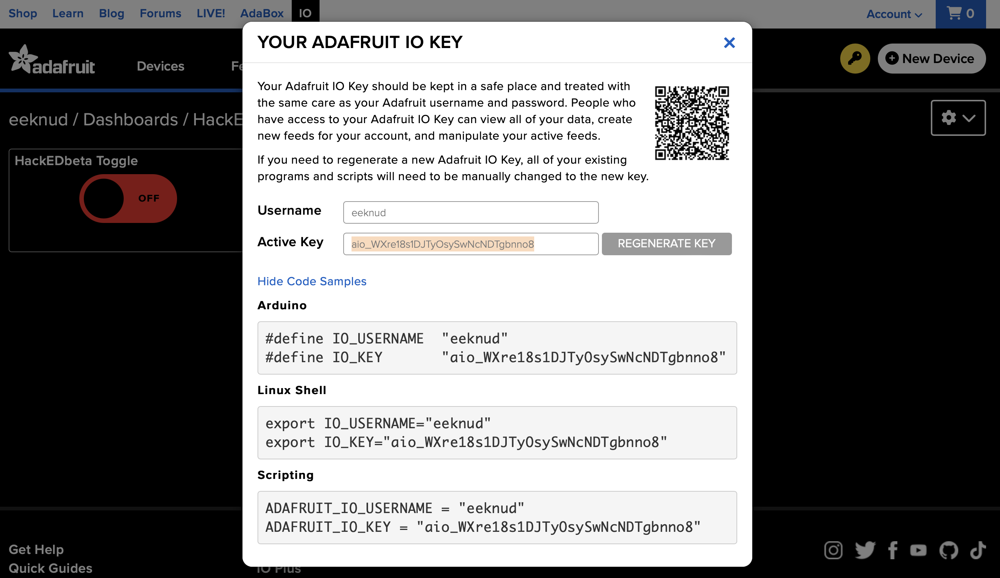 Shop Learn Blog Forums LIVE! AdaBox IO Account 0
adafruit Devices Fe New Device
eeknud / Dashboards / HackE
HackEDbeta Toggle
OFF
YOUR ADAFRUIT IO KEY
Your Adafruit IO Key should be kept in a safe place and treated with
the same care as your Adafruit username and password. People who
have access to your Adafruit IO Key can view all of your data, create
new feeds for your account, and manipulate your active feeds.
If you need to regenerate a new Adafruit IO Key, all of your existing
programs and scripts will need to be manually changed to the new key.
Username eeknud
Active Key aio_WXre18s1DJTyOsySwNcNDTgbnno8 REGENERATE KEY
Hide Code Samples
Arduino
#define IO_USERNAME  "eeknud"
#define IO_KEY       "aio_WXre18s1DJTyOsySwNcNDTgbnno8"
Linux Shell
export IO_USERNAME="eeknud"
export IO_KEY="aio_WXre18s1DJTyOsySwNcNDTgbnno8"
Scripting
ADAFRUIT_IO_USERNAME = "eeknud"
ADAFRUIT_IO_KEY = "aio_WXre18s1DJTyOsySwNcNDTgbnno8"
Get Help
Quick Guides
IO Plus